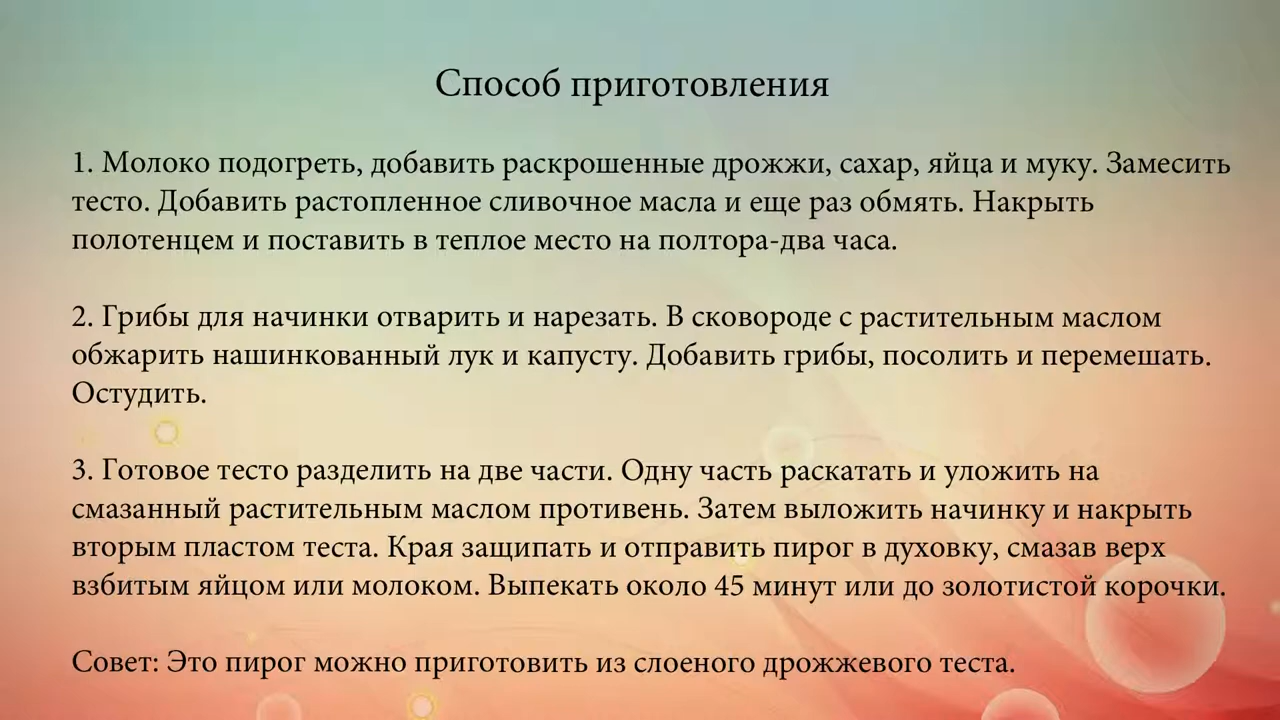 Способ приготовления
1. Молоко подогреть, добавить раскрошенные дрожжи, сахар, яйца и муку. Замесить
тесто. Добавить растопленное сливочное масла и еще раз обмять. Накрыть
полотенцем и поставить в теплое место на полтора-два часа.
2. Грибы для начинки отварить и нарезать. В сковороде с растительным маслом
обжарить нашинкованный лук и капусту. Добавить грибы, посолить и перемешать.
Остудить.
3. Готовое тесто разделить на две части. Одну часть раскатать и уложить на
смазанный растительным маслом противень. Затем выложить начинку и накрыть
вторым пластом теста. Края защипать и отправить пирог в духовку, смазав верх
взбитым яйцом или молоком. Выпекать около 45 минут или до золотистой корочки.
Совет: Это пирог можно приготовить из слоеного дрожжевого теста.